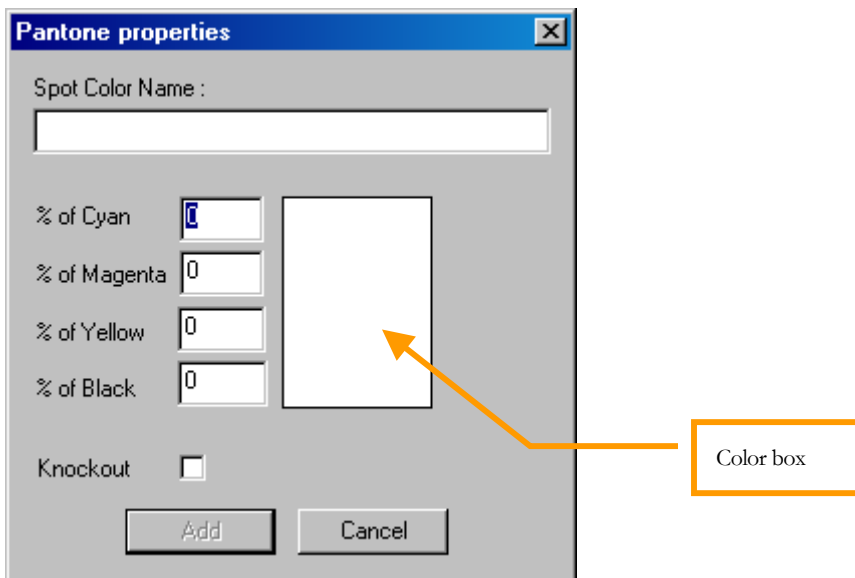 Pantone properties
Spot Color Name :
% of Cyan 0
% of Magenta 0
% of Yellow 0
% of Black 0
Color box
Knockout
Add Cancel